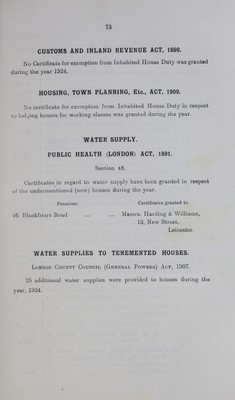 73
CUSTOMS AND INLAND REVENUE ACT, 1890.
No Certificate for exemption from Inhabited House Duty was granted
during the year 1924.
HOUSING, TOWN PLANNING, Etc., ACT, 1909.
No certificate for exemption from Inhabited House Duty in respect
to lodging houses for working classes was granted during the year.
WATER SUPPLY.
PUBLIC HEALTH (LONDON) ACT, 1891.
Section 48.
Certificates in regard to water supply have been granted in respect
of the undermentioned (new) houses during the year.
Premises. Certificates granted to
46 Blackfriars Road ... ... Messrs. Harding & Williams,
12, New Street,
Leicester.
WATER SUPPLIES TO TENEMENTED HOUSES.
London County Council (General Powers) Act, 1907.
25 additional water supplies were provided to houses during the
year, 1924.